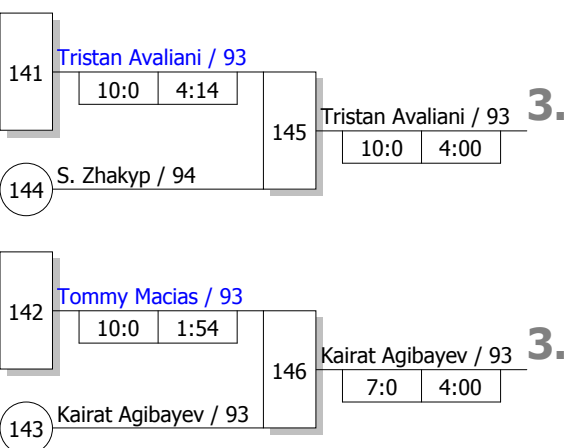 Tristan Avaliani / 93
141
10:0 4:14
Tristan Avaliani / 93 3.
145
10:0 4:00
S. Zhakyp / 94
144
Tommy Macias / 93
142
10:0 1:54
Kairat Agibayev / 93 3.
146
7:0 4:00
Kairat Agibayev / 93
143